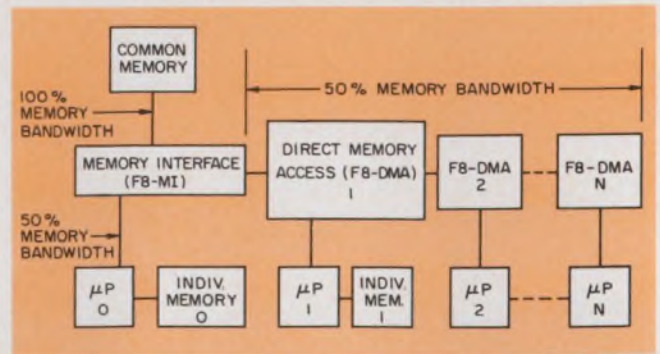 COMMON
MEMORY
50 % MEMORY BANDWIDTH
100 %
MEMORY
BANDWIDTH
MEMORY INTERFACE
(F8-MI)
DIRECT MEMORY
ACCESS (F8-DMA)
1
F8-DMA
2
F8-DMA
N
50 %
MEMORY
BANDWIDTH
μP
0
INDIV.
MEMORY
0
μP
1
INDIV.
MEM.
1
μP
2
μP
N